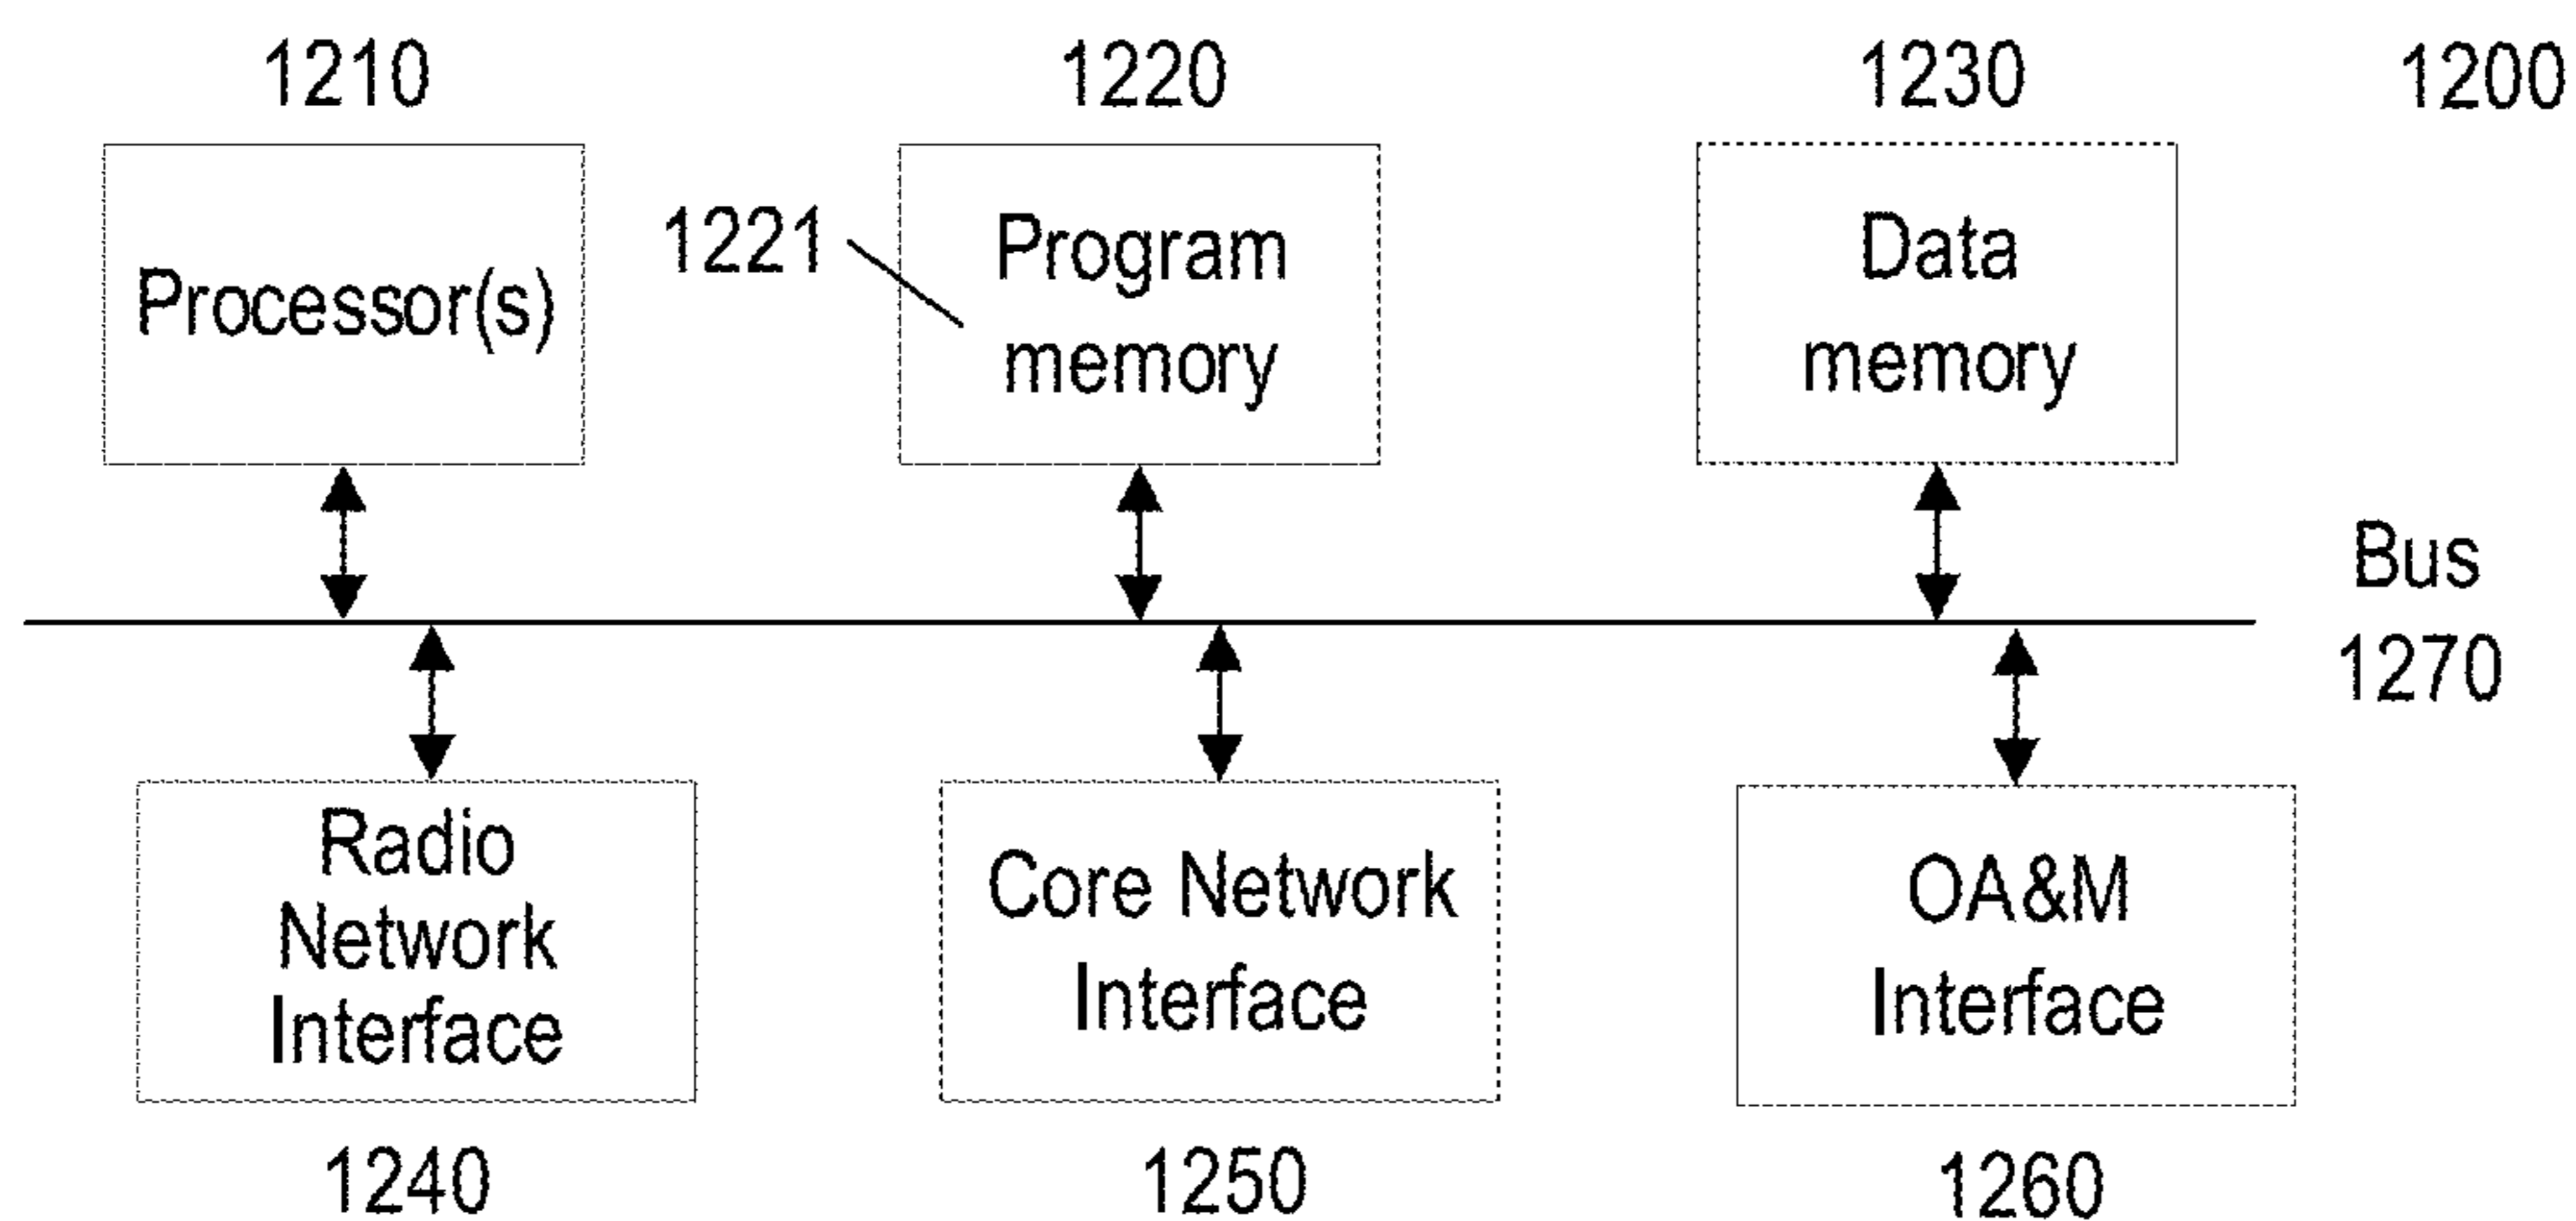 1210
1220
1230
1200
Processor(s)
1221
Program
memory
Data
memory
Bus
1270
Radio
Network
Interface
Core Network
Interface
OA&M
Interface
1240
1250
1260